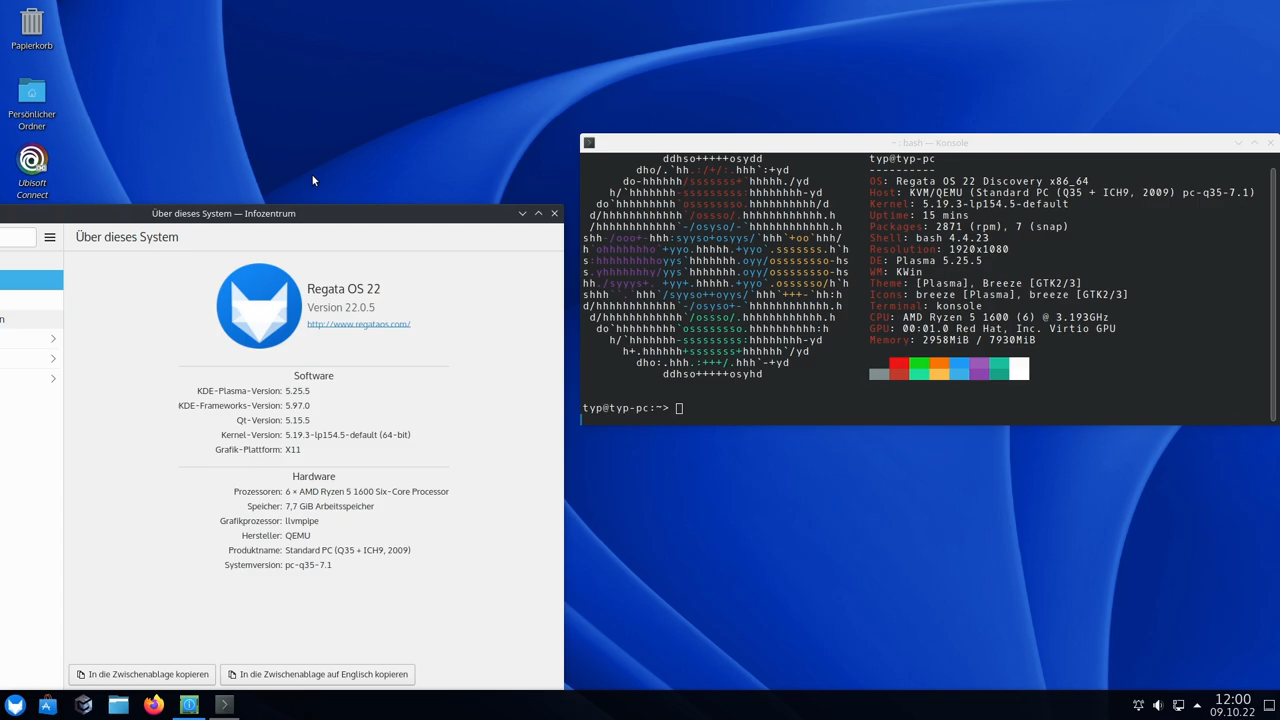 Papierkorb
Persönlicher
Ordner
Ubisoft
Connect
Über dieses System — Infozentrum
Über dieses System
n
Regata OS 22
Version 22.0.5
http://www.regataos.com/
Software
KDE-Plasma-Version: 5.25.5
KDE-Frameworks-Version: 5.97.0
Qt-Version: 5.15.5
Kernel-Version: 5.19.3-lp154.5-default (64-bit)
Grafik-Plattform: X11
Hardware
Prozessoren: 6 × AMD Ryzen 5 1600 Six-Core Processor
Speicher: 7,7 GiB Arbeitsspeicher
Grafikprozessor: llvmpipe
Hersteller: QEMU
Produktname: Standard PC (Q35 + ICH9, 2009)
Systemversion: pc-q35-7.1
In die Zwischenablage kopieren
In die Zwischenablage auf Englisch kopieren
~ : bash — Konsole
typ@typ-pc
----------
OS: Regata OS 22 Discovery x86_64
Host: KVM/QEMU (Standard PC (Q35 + ICH9, 2009) pc-q35-7.1)
Kernel: 5.19.3-lp154.5-default
Uptime: 15 mins
Packages: 2871 (rpm), 7 (snap)
Shell: bash 4.4.23
Resolution: 1920x1080
DE: Plasma 5.25.5
WM: KWin
Theme: [Plasma], Breeze [GTK2/3]
Icons: breeze [Plasma], breeze [GTK2/3]
Terminal: konsole
CPU: AMD Ryzen 5 1600 (6) @ 3.193GHz
GPU: 00:01.0 Red Hat, Inc. Virtio GPU
Memory: 2958MiB / 7930MiB
typ@typ-pc:~>
12:00
09.10.22